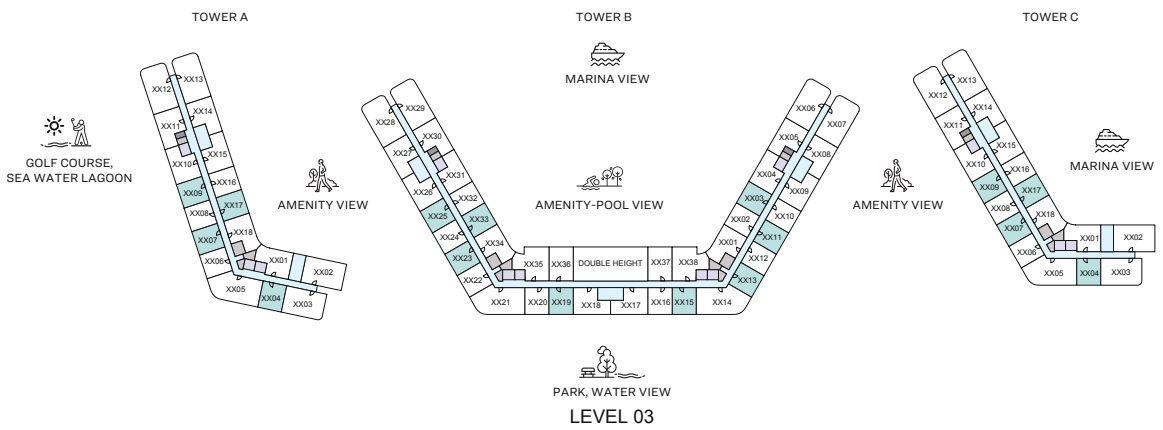 TOWER A
TOWER B
TOWER C
MARINA VIEW
GOLF COURSE,
SEA WATER LAGOON
AMENITY VIEW
AMENITY-POOL VIEW
AMENITY VIEW
MARINA VIEW
XX13
XX12
XX14
XX11
XX15
XX10
XX16
XX09
XX17
XX08
XX07
XX18
XX06
XX01
XX02
XX05
XX04
XX03
XX29
XX28
XX30
XX27
XX31
XX26
XX32
XX25
XX33
XX24
XX34
XX23
XX22
XX21
XX35
XX36
DOUBLE HEIGHT
XX37
XX38
XX20
XX19
XX18
XX17
XX16
XX15
XX14
XX06
XX07
XX05
XX08
XX04
XX09
XX03
XX10
XX02
XX11
XX01
XX12
XX13
XX13
XX12
XX14
XX11
XX15
XX10
XX16
XX09
XX17
XX08
XX18
XX07
XX06
XX01
XX02
XX05
XX04
XX03
PARK, WATER VIEW
LEVEL 03